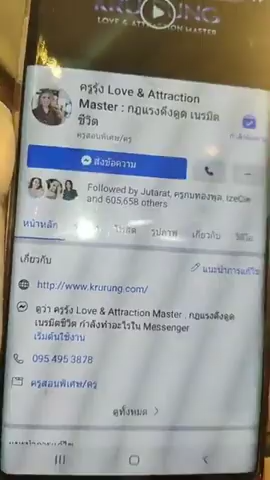 KRURUNG
LOVE & ATTRACTION MASTER
ครูรัง Love & Attraction
Master : กฎแรงดึงดูด เนรมิต
ชีวิต
ครูสอนพิเศษ/ครู
ส่งข้อความ
Followed by Jutarat, ครูกบทองพูล, IzeCie
and 605,658 others
หน้าหลัก รูปภาพ เกี่ยวกับ วิดีโอ
เกี่ยวกับ
แนะนำการแก้ไข
http://www.krurung.com/
ดูว่า ครูรัง Love & Attraction Master : กฎแรงดึงดูด
เนรมิตชีวิต กำลังทำอะไรใน Messenger
เริ่มต้นใช้งาน
095 495 3878
ครูสอนพิเศษ/ครู
ดูทั้งหมด